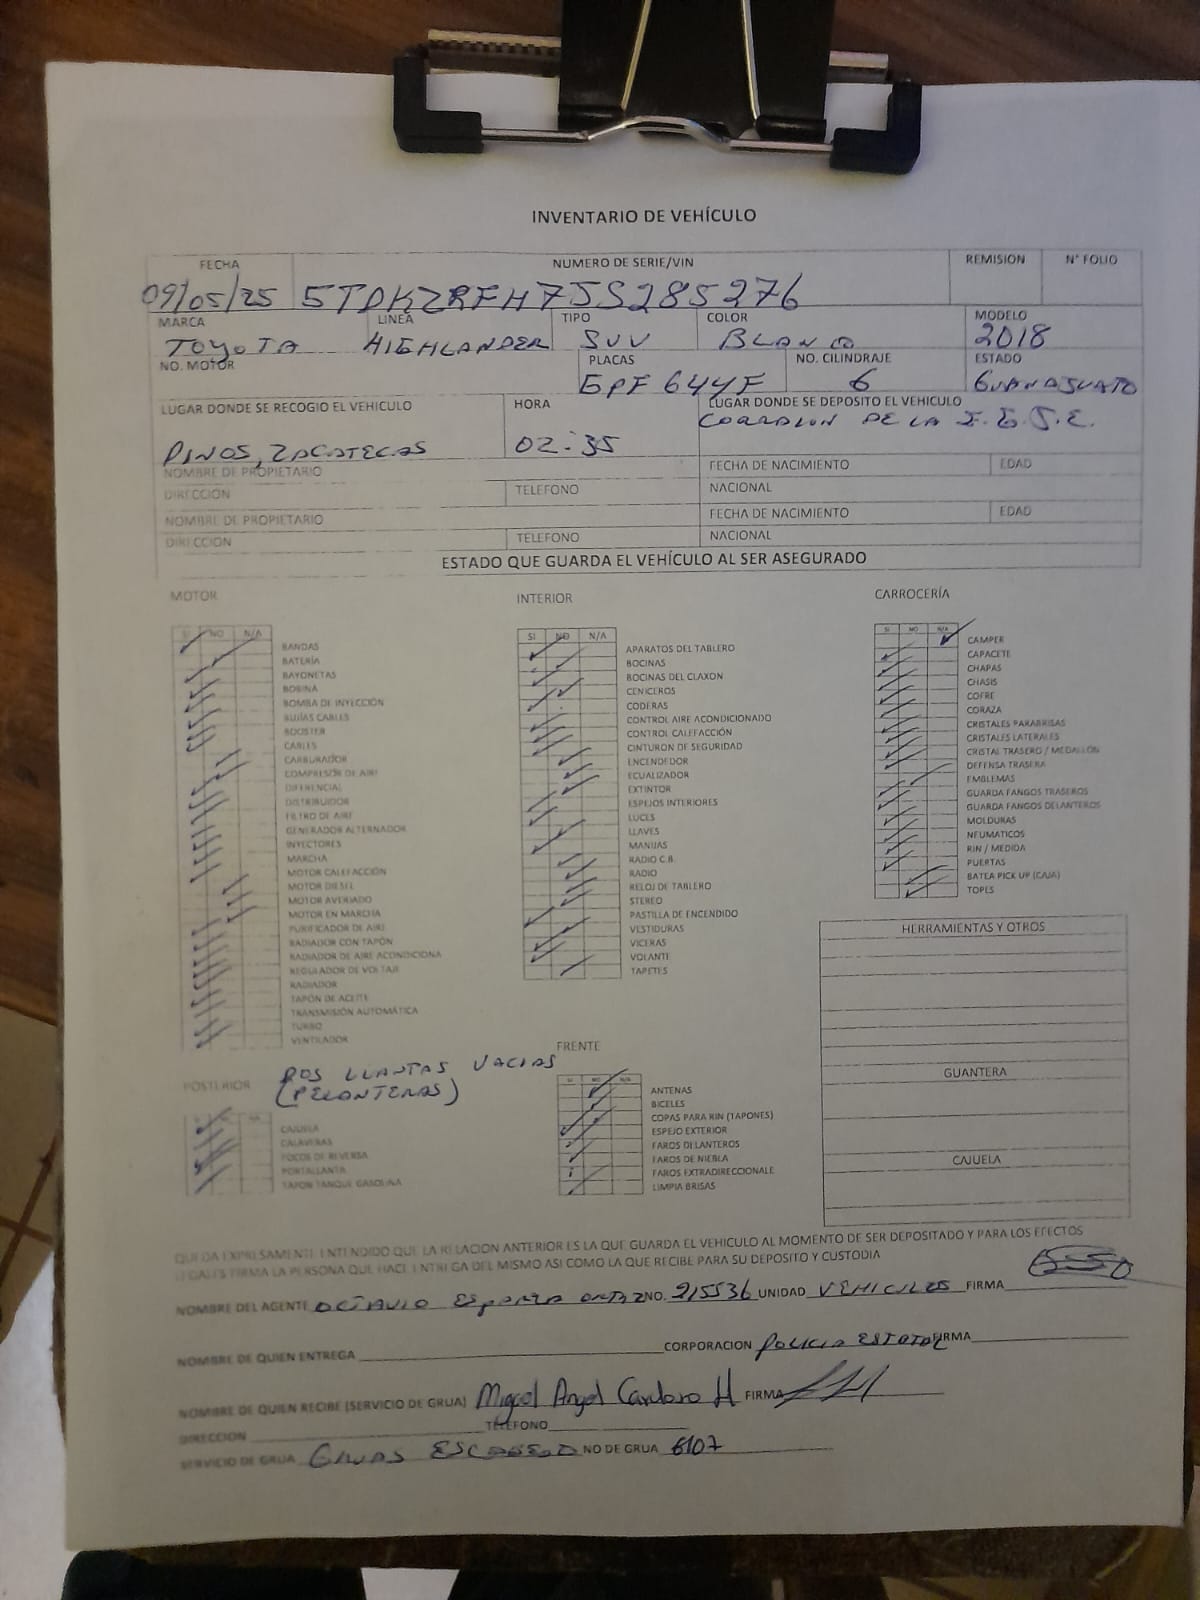 INVENTARIO DE VEHÍCULO
FECHA NUMERO DE SERIE/VIN REMISION N° FOLIO
09/05/25 5TDKZRFH7JS285276
MARCA LINEA TIPO COLOR MODELO
TOYOTA HIGHLANDER SUV BLANCO 2018
NO. MOTOR PLACAS NO. CILINDRAJE ESTADO
GPF644F 6 GUANAJUATO
LUGAR DONDE SE RECOGIO EL VEHICULO HORA LUGAR DONDE SE DEPOSITO EL VEHICULO
PINOS, ZACATECAS 02:35 CORRALON DE LA
NOMBRE DE PROPIETARIO FECHA DE NACIMIENTO EDAD
DIRECCIÓN TELEFONO NACIONAL
NOMBRE DE PROPIETARIO FECHA DE NACIMIENTO EDAD
DIRECCIÓN TELEFONO NACIONAL
ESTADO QUE GUARDA EL VEHÍCULO AL SER ASEGURADO
MOTOR
SI NO N/A
BANDAS
BATERÍA
BAYONETAS
BOBINA
BOMBA DE INYECCIÓN
BUJÍAS CABLES
BOOSTER
CABLES
CARBURADOR
COMPRESOR DE AIRE
DIFERENCIAL
DISTRIBUIDOR
FILTRO DE AIRE
GENERADOR ALTERNADOR
INYECTORES
MARCHA
MOTOR CALEFACCIÓN
MOTOR DIESEL
MOTOR AVERIADO
MOTOR EN MARCHA
PURIFICADOR DE AIRE
RADIADOR CON TAPÓN
RADIADOR DE AIRE ACONDICIONA
REGULADOR DE VOLTAJE
RADIADOR
TAPÓN DE ACEITE
TRANSMISIÓN AUTOMÁTICA
TURBO
VENTILADOR
INTERIOR
SI NO N/A
APARATOS DEL TABLERO
BOCINAS
BOCINAS DEL CLAXON
CENICEROS
CODERAS
CONTROL AIRE ACONDICIONADO
CONTROL CALEFACCIÓN
CINTURON DE SEGURIDAD
ENCENDEDOR
ECUALIZADOR
EXTINTOR
ESPEJOS INTERIORES
LUCES
LLAVES
MANIJAS
RADIO C.B.
RADIO
RELOJ DE TABLERO
STEREO
PASTILLA DE ENCENDIDO
VESTIDURAS
VICERAS
VOLANTE
TAPETES
CARROCERÍA
SI NO N/A
CAMPER
CAPACETE
CHAPAS
CHASIS
COFRE
CORAZA
CRISTALES PARABRISAS
CRISTALES LATERALES
CRISTAL TRASERO / MEDALLÓN
DEFENSA TRASERA
EMBLEMAS
GUARDA FANGOS TRASEROS
GUARDA FANGOS DELANTEROS
MOLDURAS
NEUMATICOS
RIN / MEDIDA
PUERTAS
BATEA PICK UP (CAJA)
TOPES
HERRAMIENTAS Y OTROS
GUANTERA
CAJUELA
DOS LLANTAS VACIAS
(DELANTERAS)
POSTERIOR
CAJUELA
CALAVERAS
FOCOS DE REVERSA
PORTALLANTA
TAPON TANQUE GASOLINA
FRENTE
SI NO N/A
ANTENAS
BICELES
COPAS PARA RIN (TAPONES)
ESPEJO EXTERIOR
FAROS DELANTEROS
FAROS DE NIEBLA
FAROS EXTRADIRECCIONALE
LIMPIA BRISAS
QUEDA EXPRESAMENTE ENTENDIDO QUE LA RELACION ANTERIOR ES LA QUE GUARDA EL VEHICULO AL MOMENTO DE SER DEPOSITADO Y PARA LOS EFECTOS
LEGALES FIRMA LA PERSONA QUE HACE ENTREGA DEL MISMO ASI COMO LA QUE RECIBE PARA SU DEPOSITO Y CUSTODIA
NOMBRE DEL AGENTE OCTAVIO ESPARZA ORTIZ NO. 215536 UNIDAD VEHICULOS FIRMA
NOMBRE DE QUIEN ENTREGA CORPORACION POLICIA ESTATAL FIRMA
NOMBRE DE QUIEN RECIBE (SERVICIO DE GRUA) Miguel Angel Cardoso H FIRMA
DIRECCION TELEFONO
SERVICIO DE GRUA GRUAS ESCOBEDO NO DE GRUA 6107